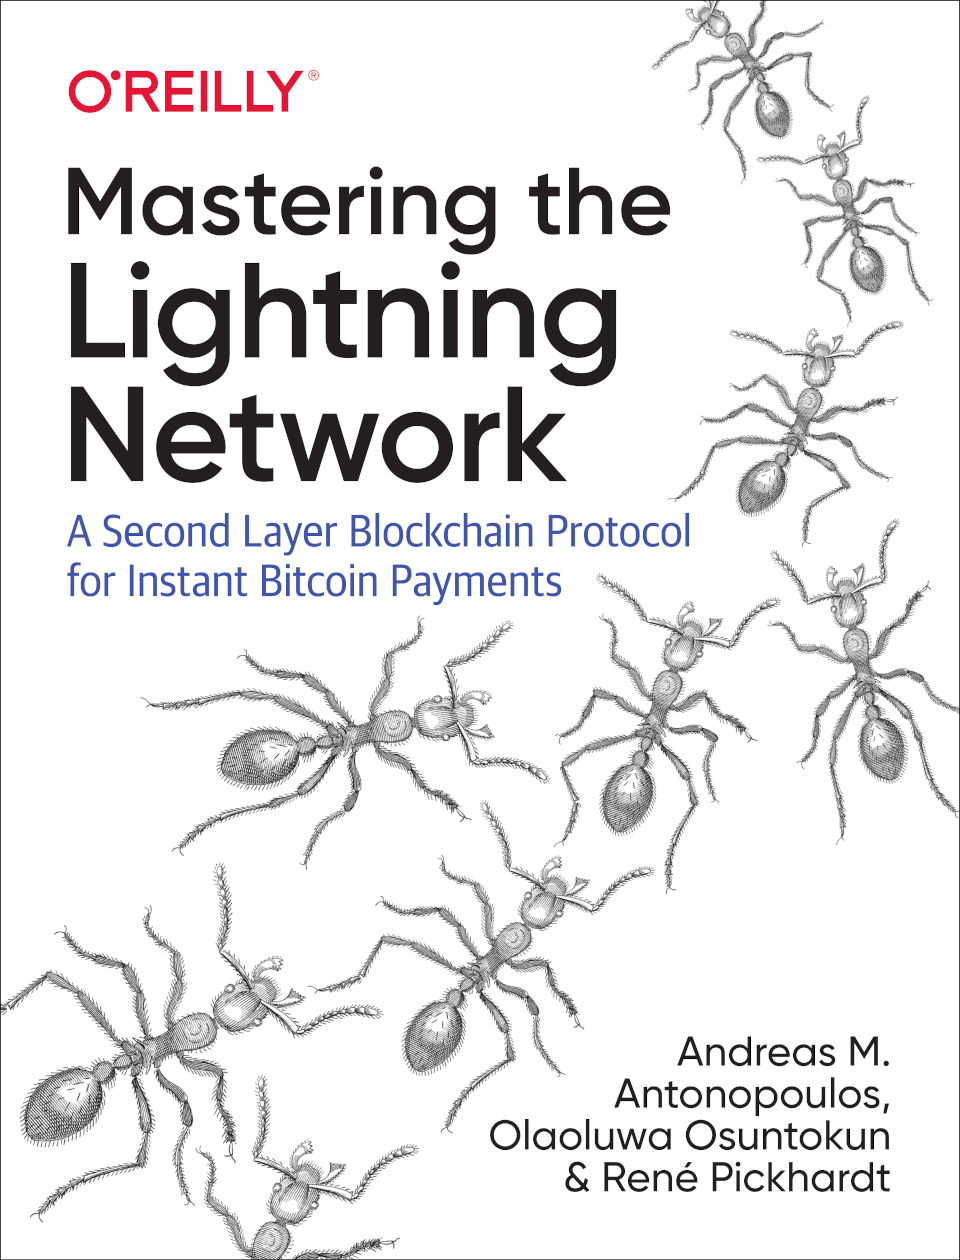 O'REILLY®
Mastering the
Lightning
Network
A Second Layer Blockchain Protocol
for Instant Bitcoin Payments
Andreas M.
Antonopoulos,
Olaoluwa Osuntokun
& René Pickhardt